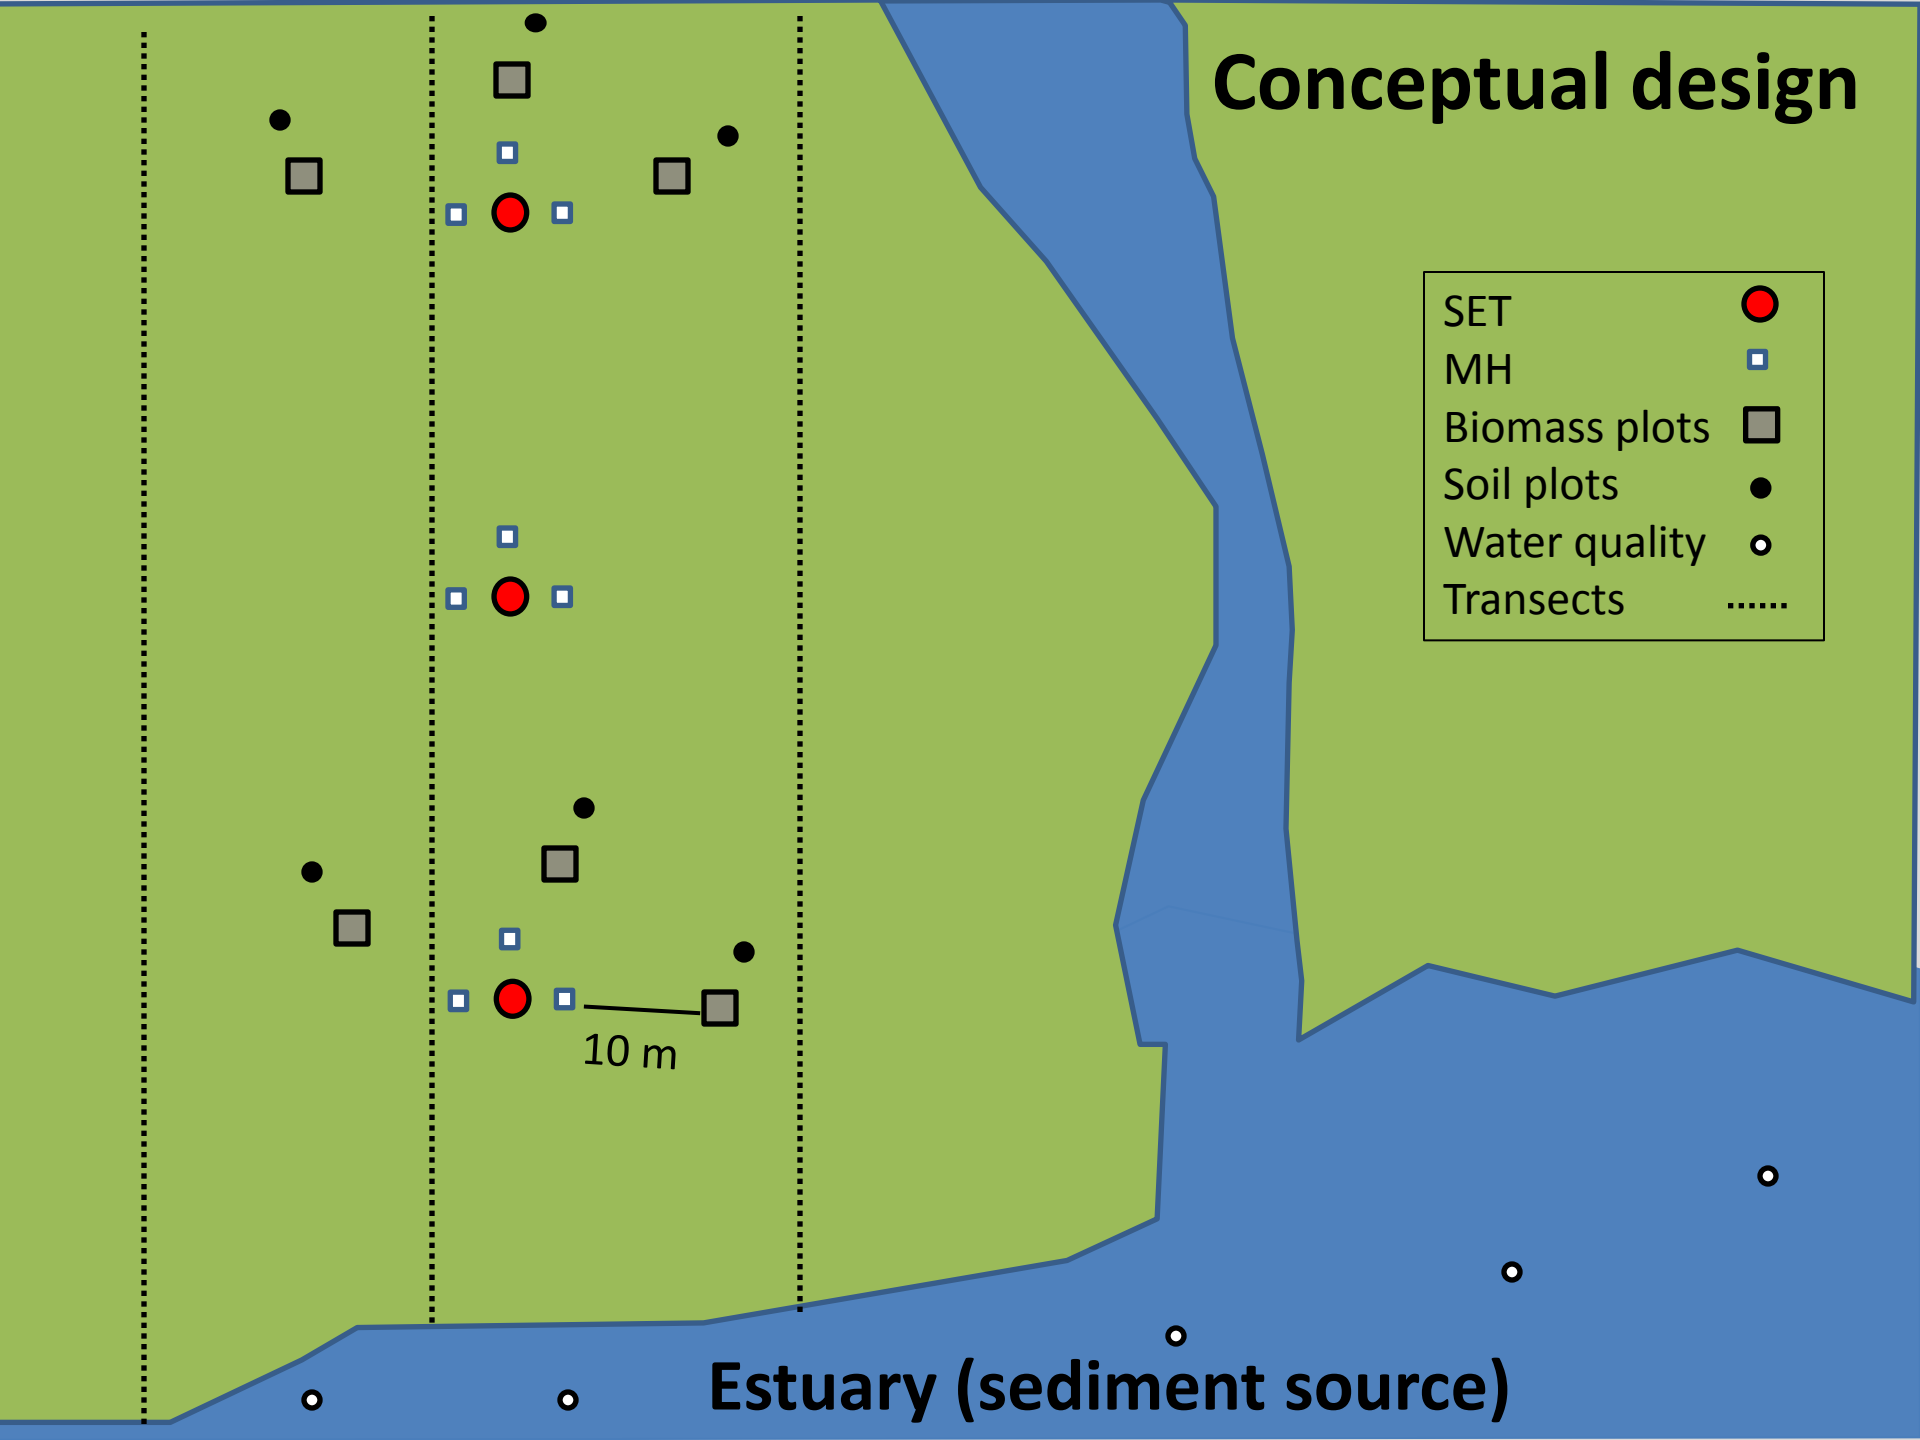 Conceptual design
SET
MH
Biomass plots
Soil plots
Water quality
Transects
10 m
Estuary (sediment source)